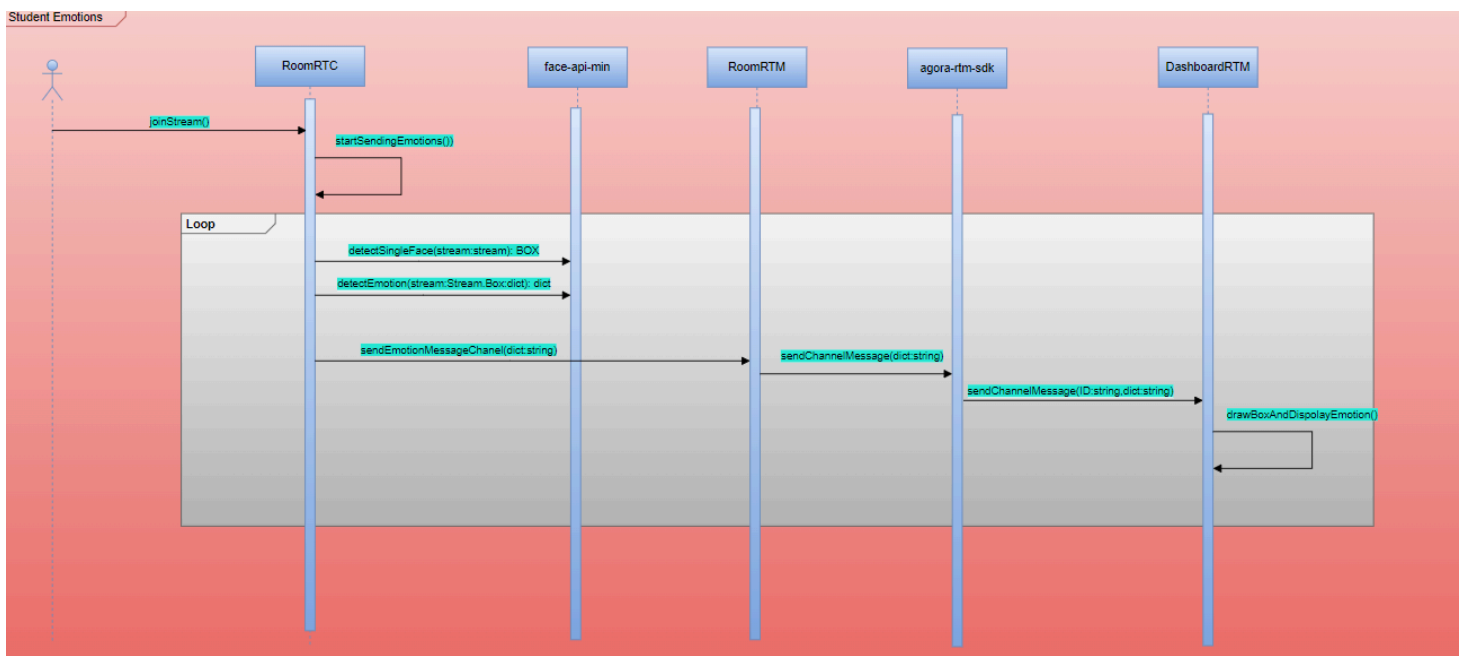 Student Emotions
RoomRTC
face-api-min
RoomRTM
agora-rtm-sdk
DashboardRTM
joinStream()
startSendingEmotions())
Loop
detectSingleFace(stream:stream): BOX
detectEmotion(stream:Stream.Box:dict): dict
sendEmotionMessageChanel(dict:string)
sendChannelMessage(dict:string)
sendChannelMessage(ID:string,dict:string)
drawBoxAndDispolayEmotion()